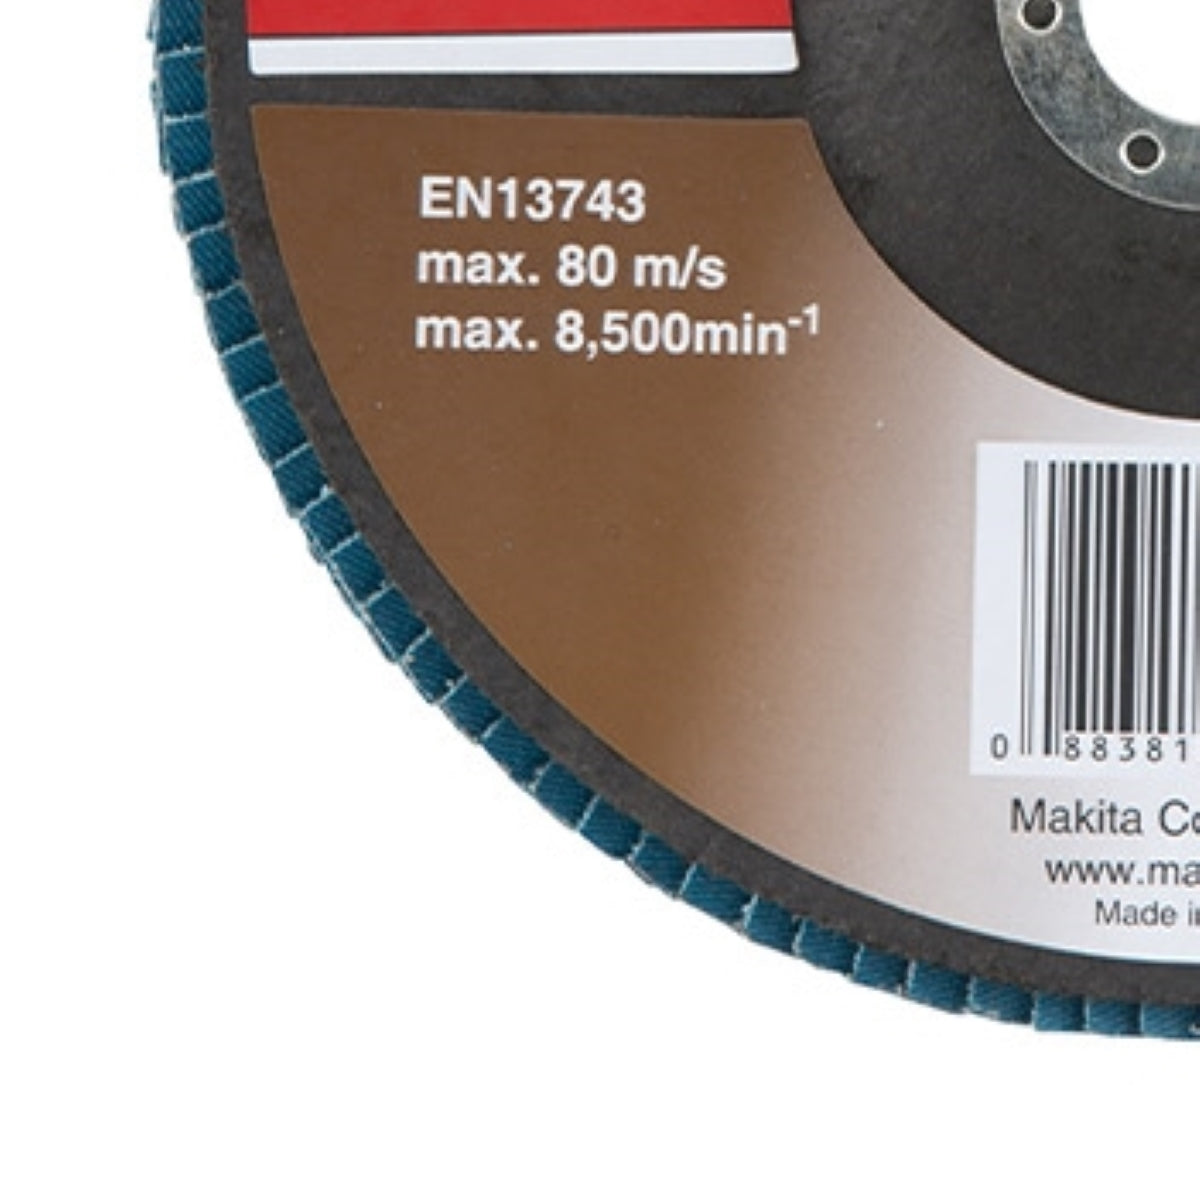 EN13743
max. 80 m/s
max. 8,500min⁻¹
0 88381
Makita
www.ma
Made